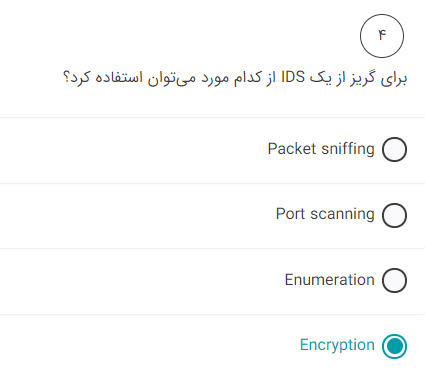 ۴
برای گریز از یک IDS از کدام مورد می‌توان استفاده کرد؟
Packet sniffing
Port scanning
Enumeration
Encryption